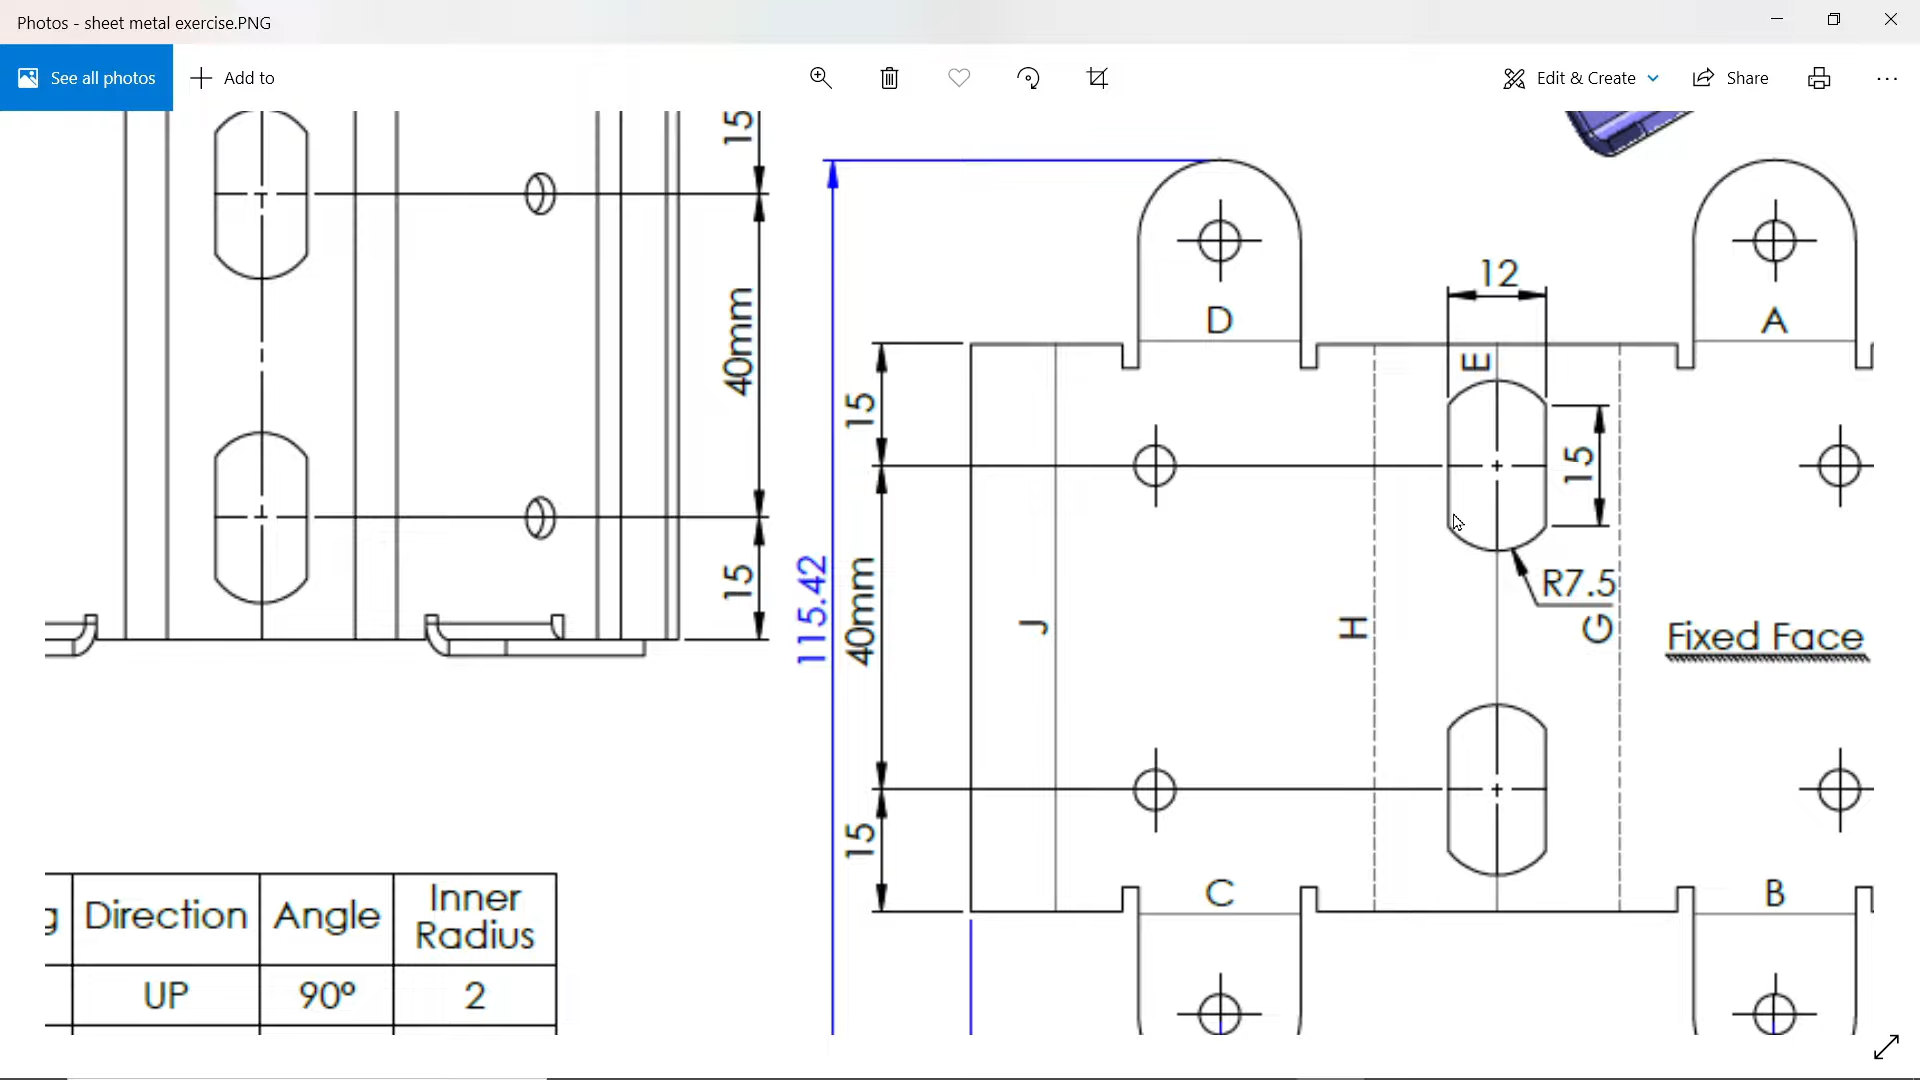 Photos - sheet metal exercise.PNG
See all photos
Add to
Edit & Create
Share
15
40mm
15
D
A
12
E
15
15
R7.5
115.42
40mm
J
H
G
Fixed Face
15
C
B
g
Direction
Angle
Inner
Radius
UP
90º
2